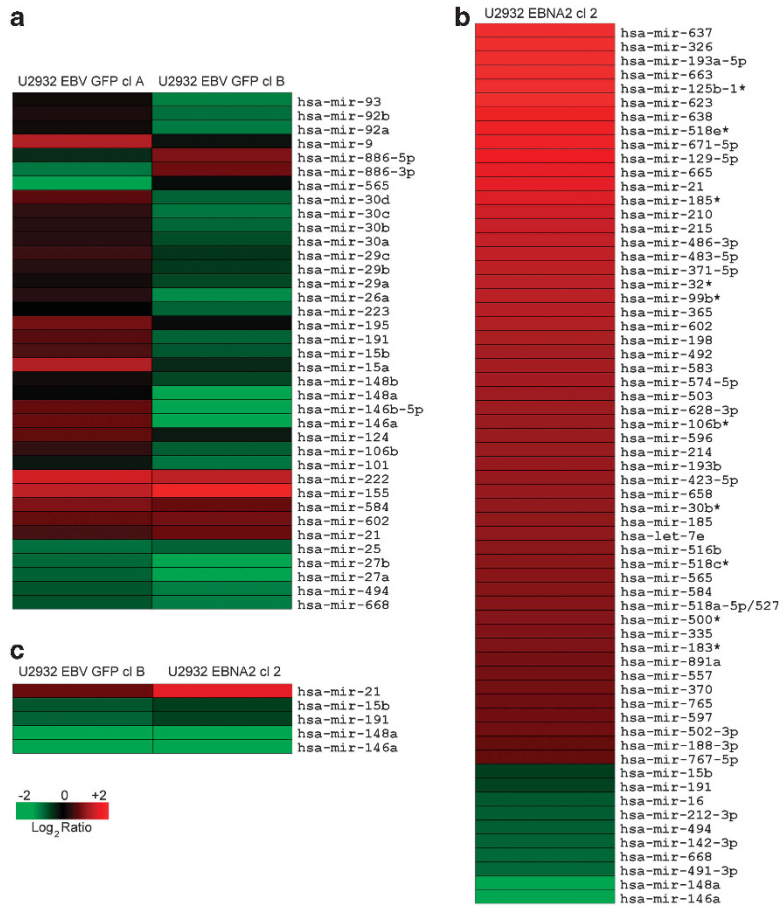 a
U2932 EBV GFP cl A U2932 EBV GFP cl B
hsa-mir-93
hsa-mir-92b
hsa-mir-92a
hsa-mir-9
hsa-mir-886-5p
hsa-mir-886-3p
hsa-mir-565
hsa-mir-30d
hsa-mir-30c
hsa-mir-30b
hsa-mir-30a
hsa-mir-29c
hsa-mir-29b
hsa-mir-29a
hsa-mir-26a
hsa-mir-223
hsa-mir-195
hsa-mir-191
hsa-mir-15b
hsa-mir-15a
hsa-mir-148b
hsa-mir-148a
hsa-mir-146b-5p
hsa-mir-146a
hsa-mir-124
hsa-mir-106b
hsa-mir-101
hsa-mir-222
hsa-mir-155
hsa-mir-584
hsa-mir-602
hsa-mir-21
hsa-mir-25
hsa-mir-27b
hsa-mir-27a
hsa-mir-494
hsa-mir-668
c
U2932 EBV GFP cl B U2932 EBNA2 cl 2
hsa-mir-21
hsa-mir-15b
hsa-mir-191
hsa-mir-148a
hsa-mir-146a
-2 0 +2
Log2 Ratio
b
U2932 EBNA2 cl 2
hsa-mir-637
hsa-mir-326
hsa-mir-193a-5p
hsa-mir-663
hsa-mir-125b-1*
hsa-mir-623
hsa-mir-638
hsa-mir-518e*
hsa-mir-671-5p
hsa-mir-129-5p
hsa-mir-665
hsa-mir-21
hsa-mir-185*
hsa-mir-210
hsa-mir-215
hsa-mir-486-3p
hsa-mir-483-5p
hsa-mir-371-5p
hsa-mir-32*
hsa-mir-99b*
hsa-mir-365
hsa-mir-602
hsa-mir-198
hsa-mir-492
hsa-mir-583
hsa-mir-574-5p
hsa-mir-503
hsa-mir-628-3p
hsa-mir-106b*
hsa-mir-596
hsa-mir-214
hsa-mir-193b
hsa-mir-423-5p
hsa-mir-658
hsa-mir-30b*
hsa-mir-185
hsa-let-7e
hsa-mir-516b
hsa-mir-518c*
hsa-mir-565
hsa-mir-584
hsa-mir-518a-5p/527
hsa-mir-500*
hsa-mir-335
hsa-mir-183*
hsa-mir-891a
hsa-mir-557
hsa-mir-370
hsa-mir-765
hsa-mir-597
hsa-mir-502-3p
hsa-mir-188-3p
hsa-mir-767-5p
hsa-mir-15b
hsa-mir-191
hsa-mir-16
hsa-mir-212-3p
hsa-mir-494
hsa-mir-142-3p
hsa-mir-668
hsa-mir-491-3p
hsa-mir-148a
hsa-mir-146a